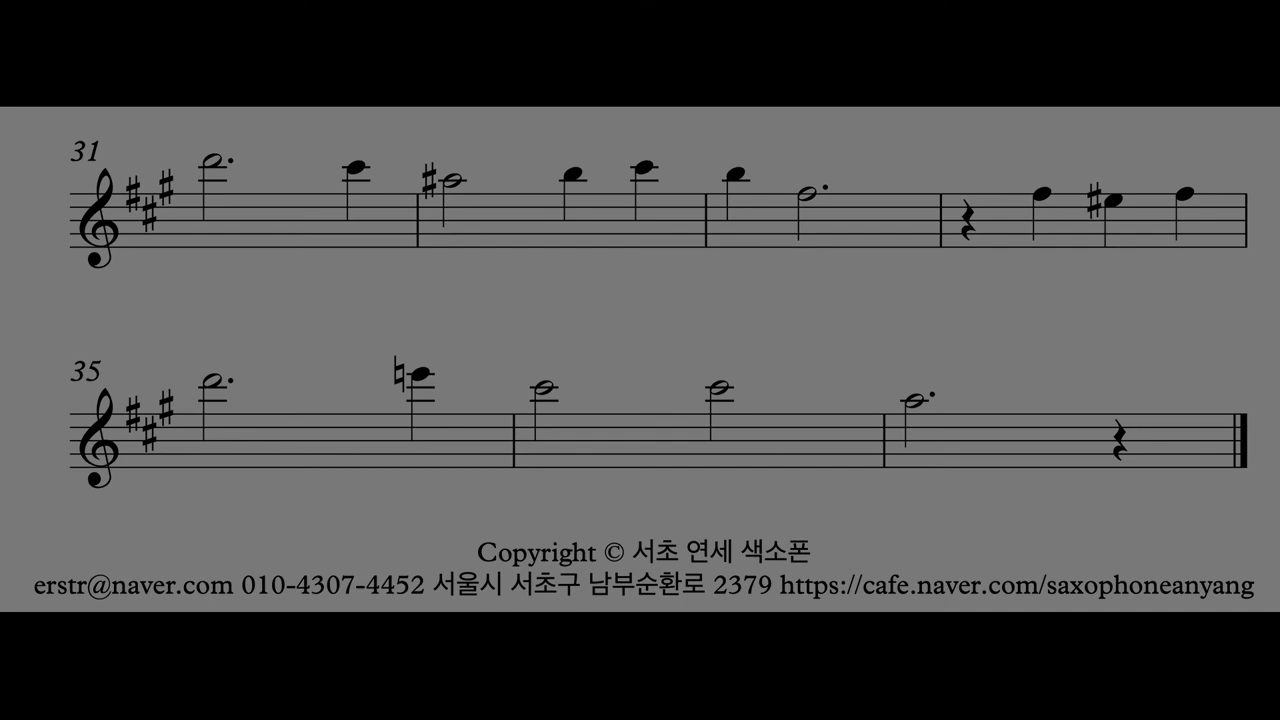 31
35
Copyright © 서초 연세 색소폰
erstr@naver.com 010-4307-4452 서울시 서초구 남부순환로 2379 https://cafe.naver.com/saxophoneanyang